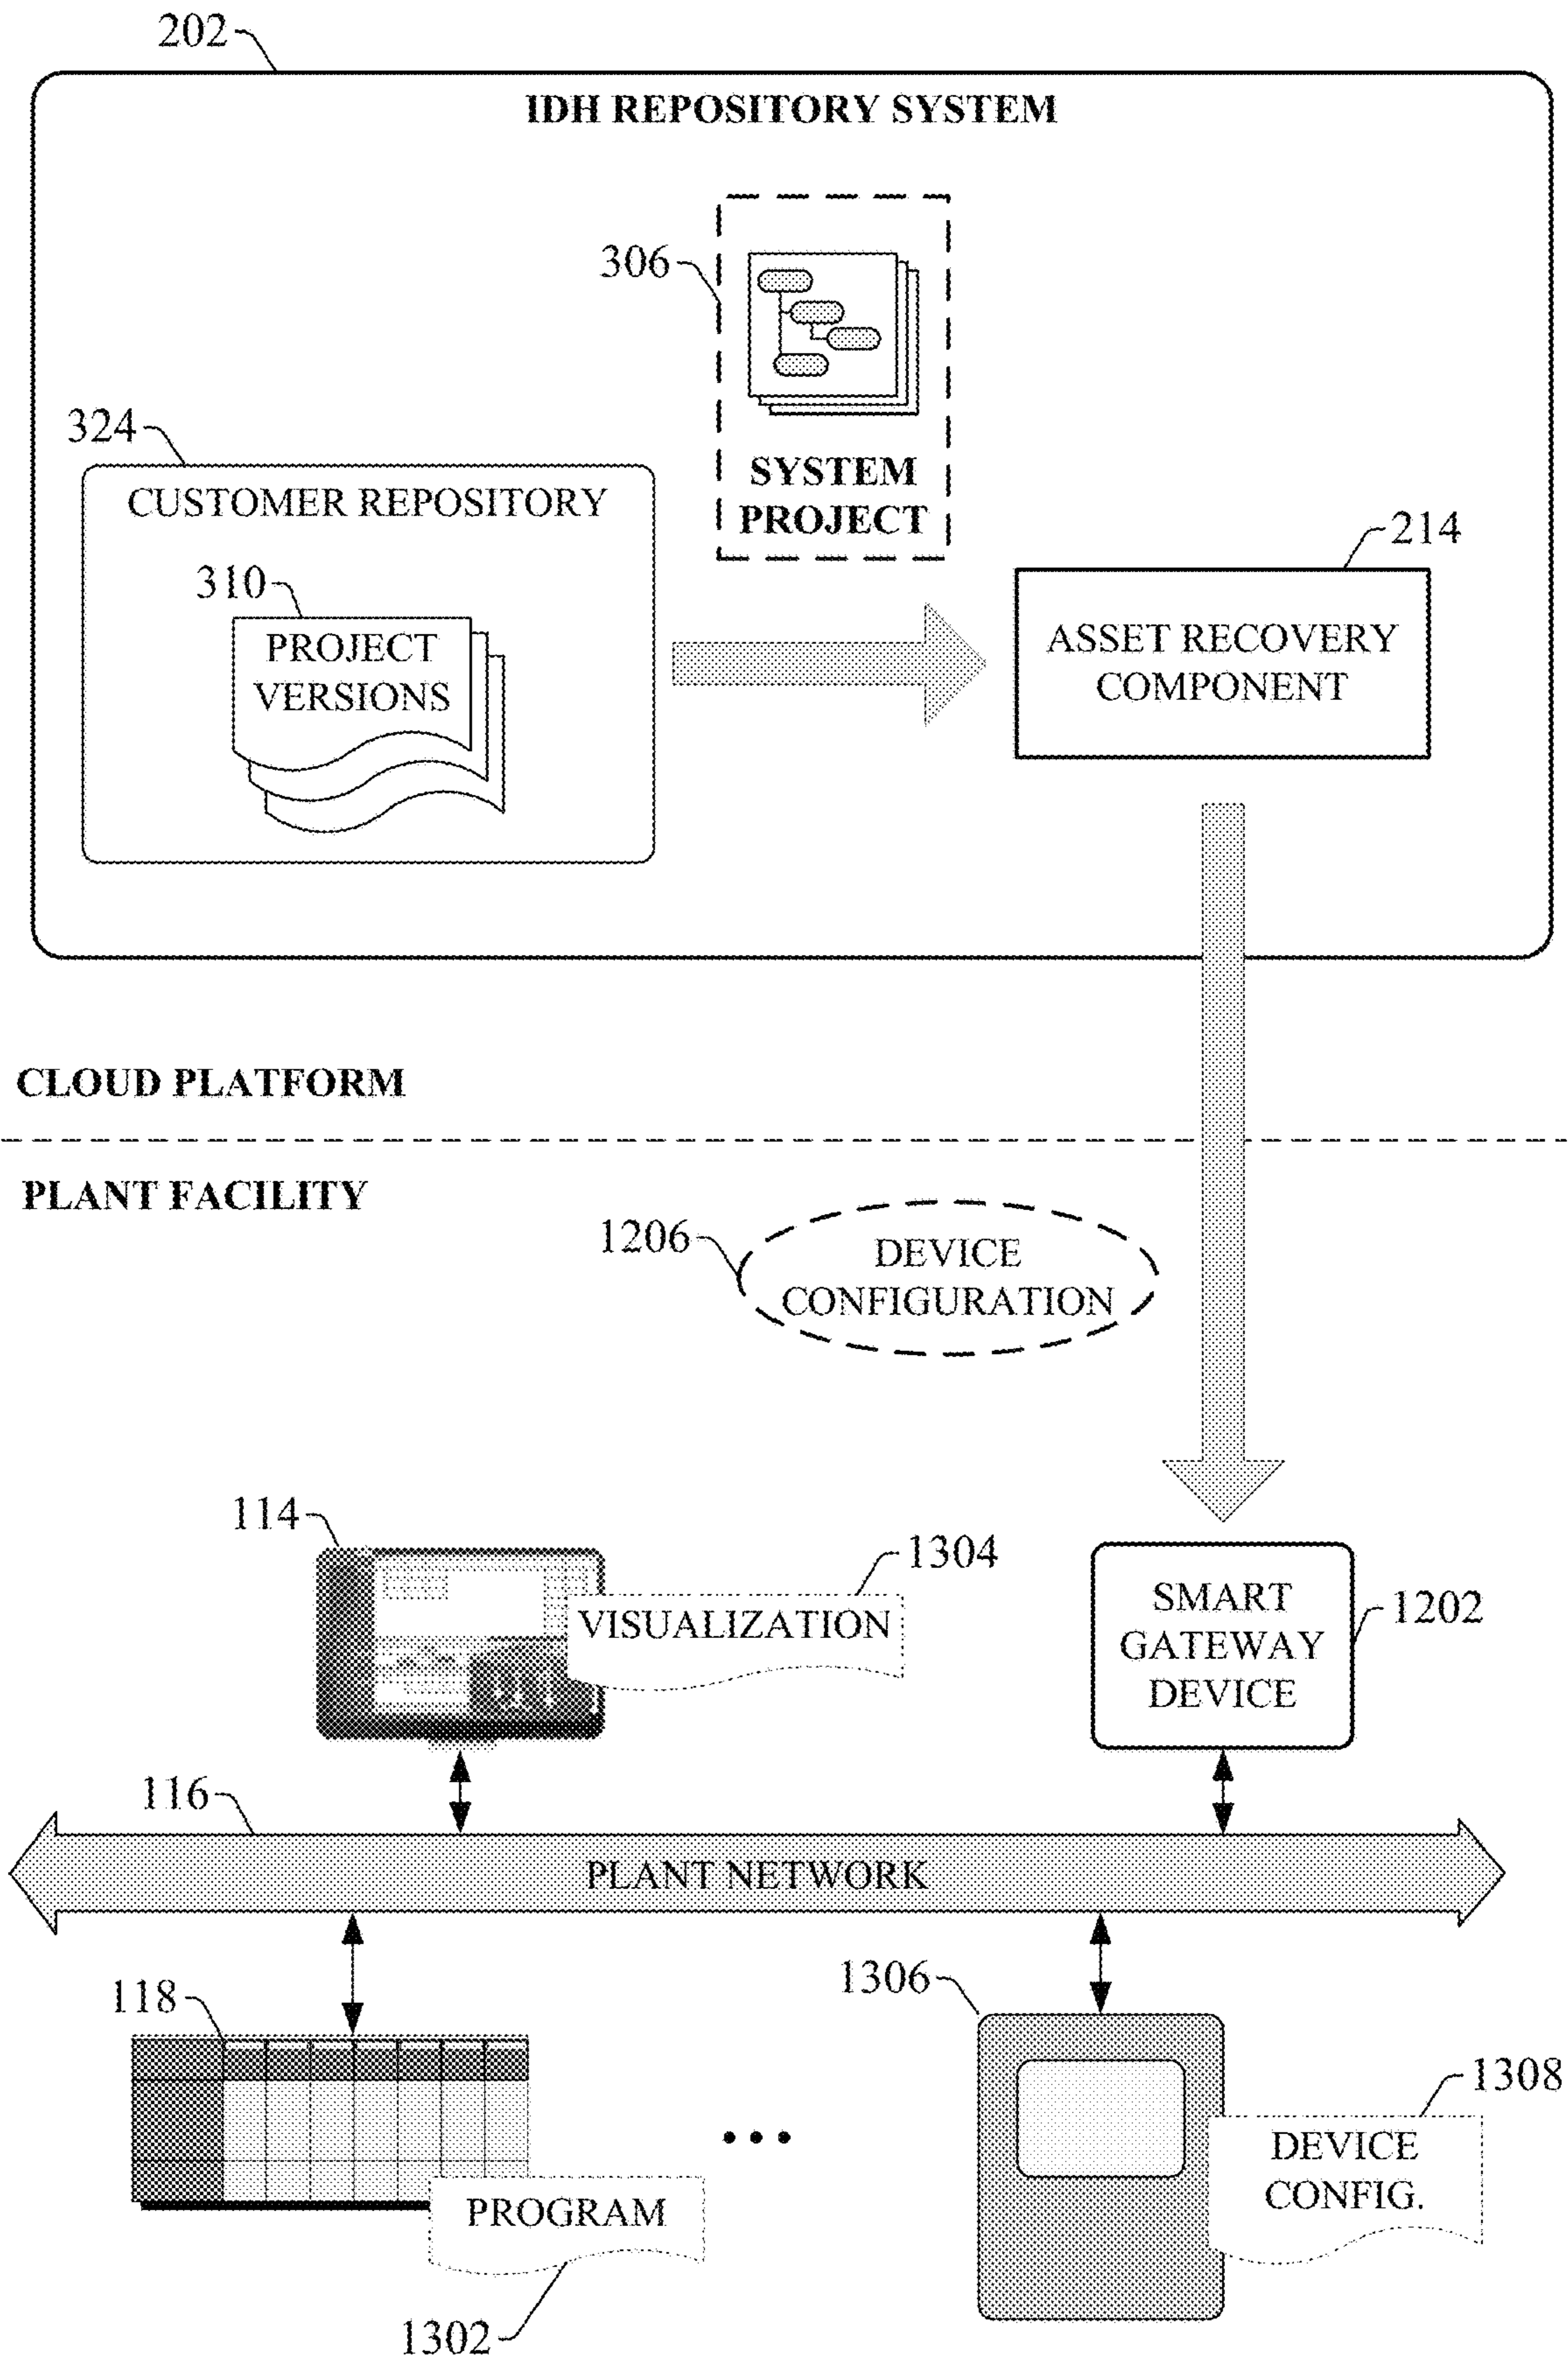 202
IDH REPOSITORY SYSTEM
306
SYSTEM
PROJECT
324
CUSTOMER REPOSITORY
310
PROJECT
VERSIONS
214
ASSET RECOVERY
COMPONENT
CLOUD PLATFORM
PLANT FACILITY
1206
DEVICE
CONFIGURATION
114
1304
VISUALIZATION
SMART
GATEWAY
DEVICE
1202
116
PLANT NETWORK
118
PROGRAM
1302
1306
1308
DEVICE
CONFIG.